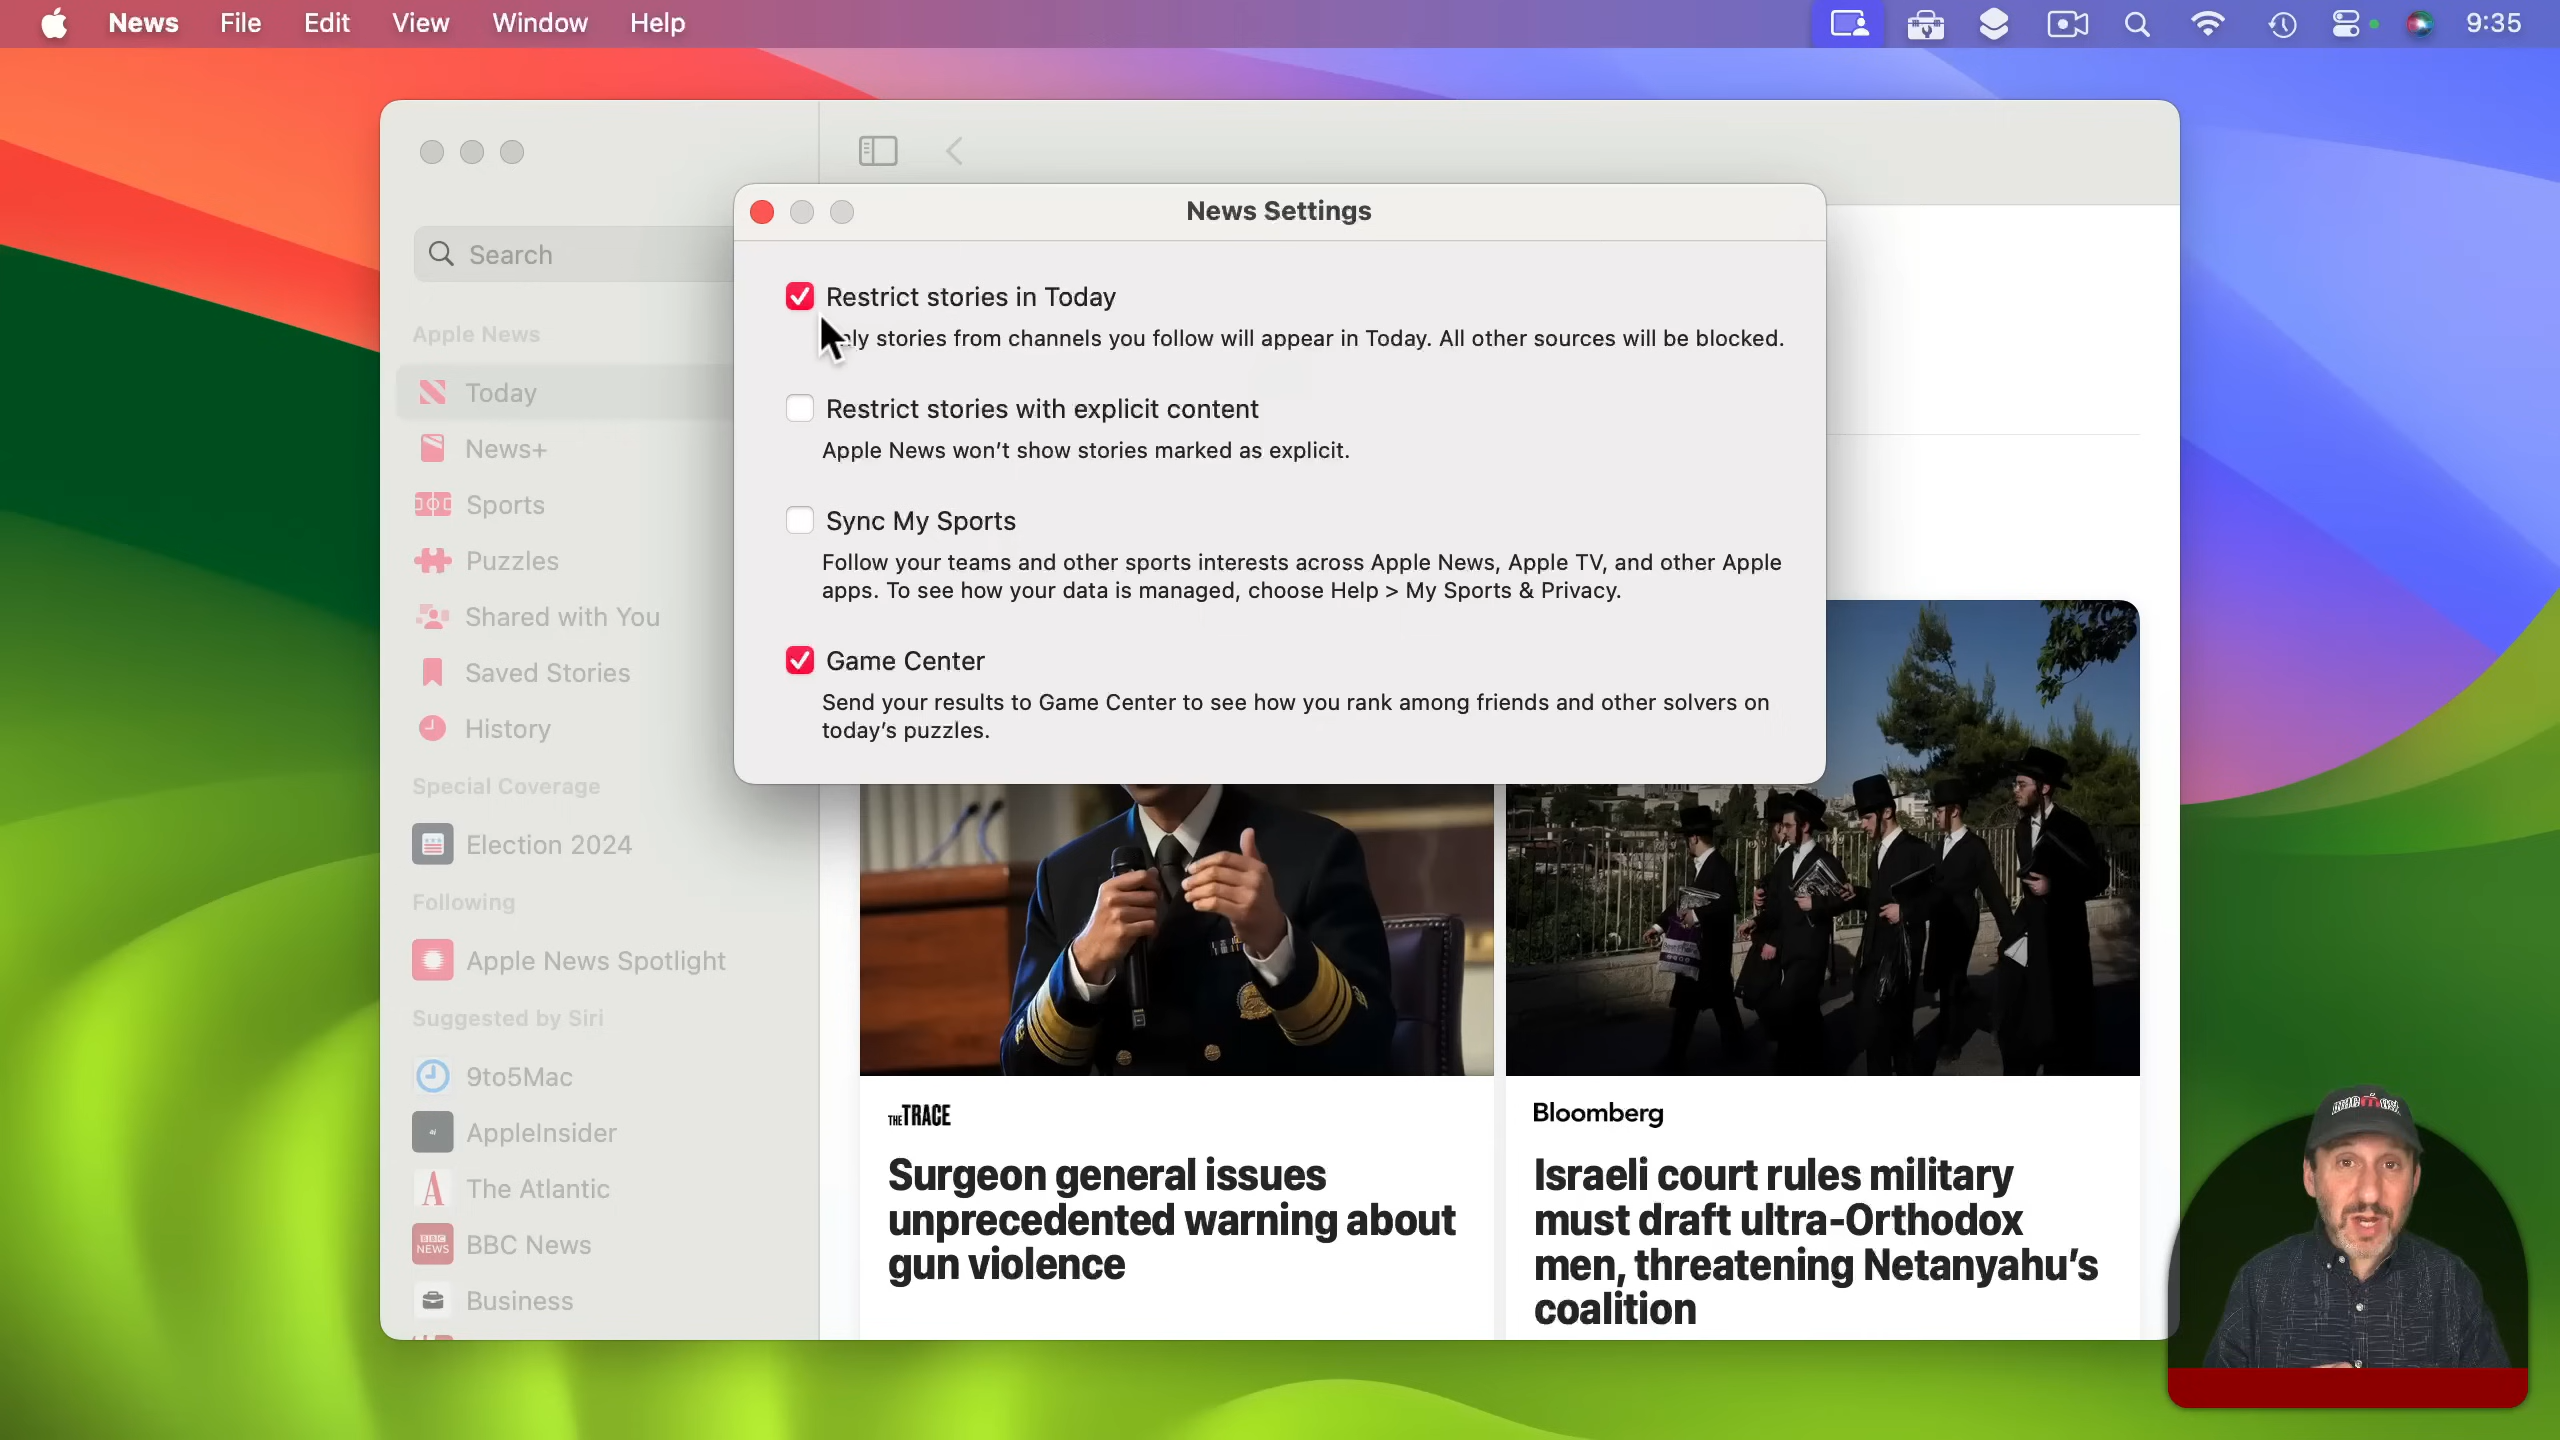 News File Edit View Window Help 9:35
News Settings
Search
Restrict stories in Today
ly stories from channels you follow will appear in Today. All other sources will be blocked.
Restrict stories with explicit content
Apple News won’t show stories marked as explicit.
Sync My Sports
Follow your teams and other sports interests across Apple News, Apple TV, and other Apple
apps. To see how your data is managed, choose Help > My Sports & Privacy.
Game Center
Send your results to Game Center to see how you rank among friends and other solvers on
today’s puzzles.
Apple News
Today
News+
Sports
Puzzles
Shared with You
Saved Stories
History
Special Coverage
Election 2024
Following
Apple News Spotlight
Suggested by Siri
9to5Mac
ai AppleInsider
A The Atlantic
BBC NEWS BBC News
Business
THE TRACE
Surgeon general issues
unprecedented warning about
gun violence
Bloomberg
Israeli court rules military
must draft ultra-Orthodox
men, threatening Netanyahu’s
coalition